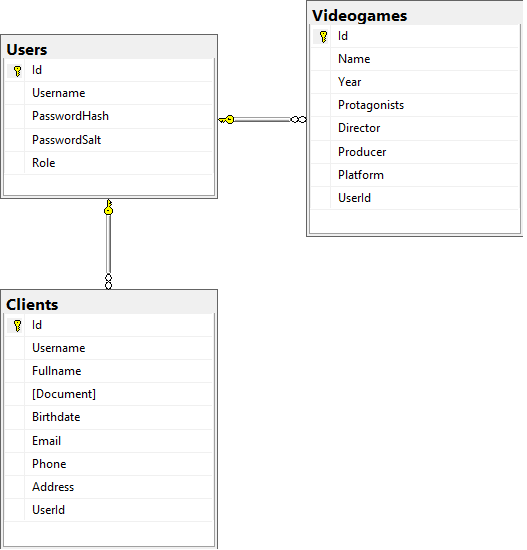 Users
Id
Username
PasswordHash
PasswordSalt
Role
Videogames
Id
Name
Year
Protagonists
Director
Producer
Platform
UserId
Clients
Id
Username
Fullname
[Document]
Birthdate
Email
Phone
Address
UserId